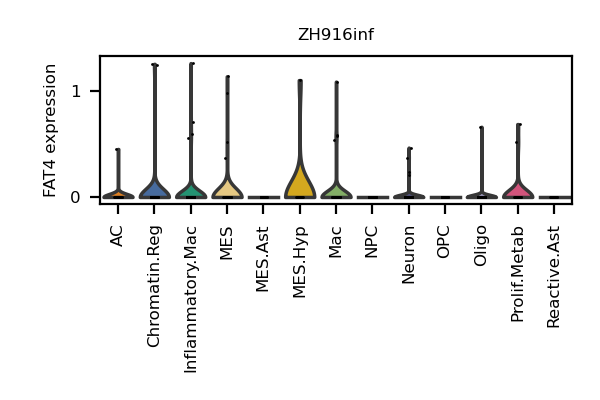 ZH916inf
FAT4 expression
1
0
AC
Chromatin.Reg
Inflammatory.Mac
MES
MES.Ast
MES.Hyp
Mac
NPC
Neuron
OPC
Oligo
Prolif.Metab
Reactive.Ast